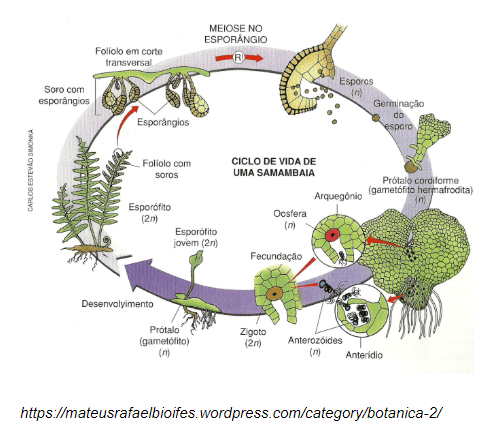 MEIOSE NO
ESPORÂNGIO
Folíolo em corte
transversal
R
Esporos
(n)
Soro com
esporângios
Esporângios
Germinação
do
esporo
CARLOS ESTEVÃO SIMONKA
Folíolo com
soros
CICLO DE VIDA DE
UMA SAMAMBAIA
Prótalo cordiforme
(gametófito hermafrodita)
(n)
Arquegônio
Esporófito
(2n)
Oosfera
(n)
Esporófito
jovem (2n)
Fecundação
Desenvolvimento
Prótalo
(gametófito)
(n)
Zigoto
(2n)
Anterozóides
(n)
Anterídio
https://mateusrafaelbioifes.wordpress.com/category/botanica-2/